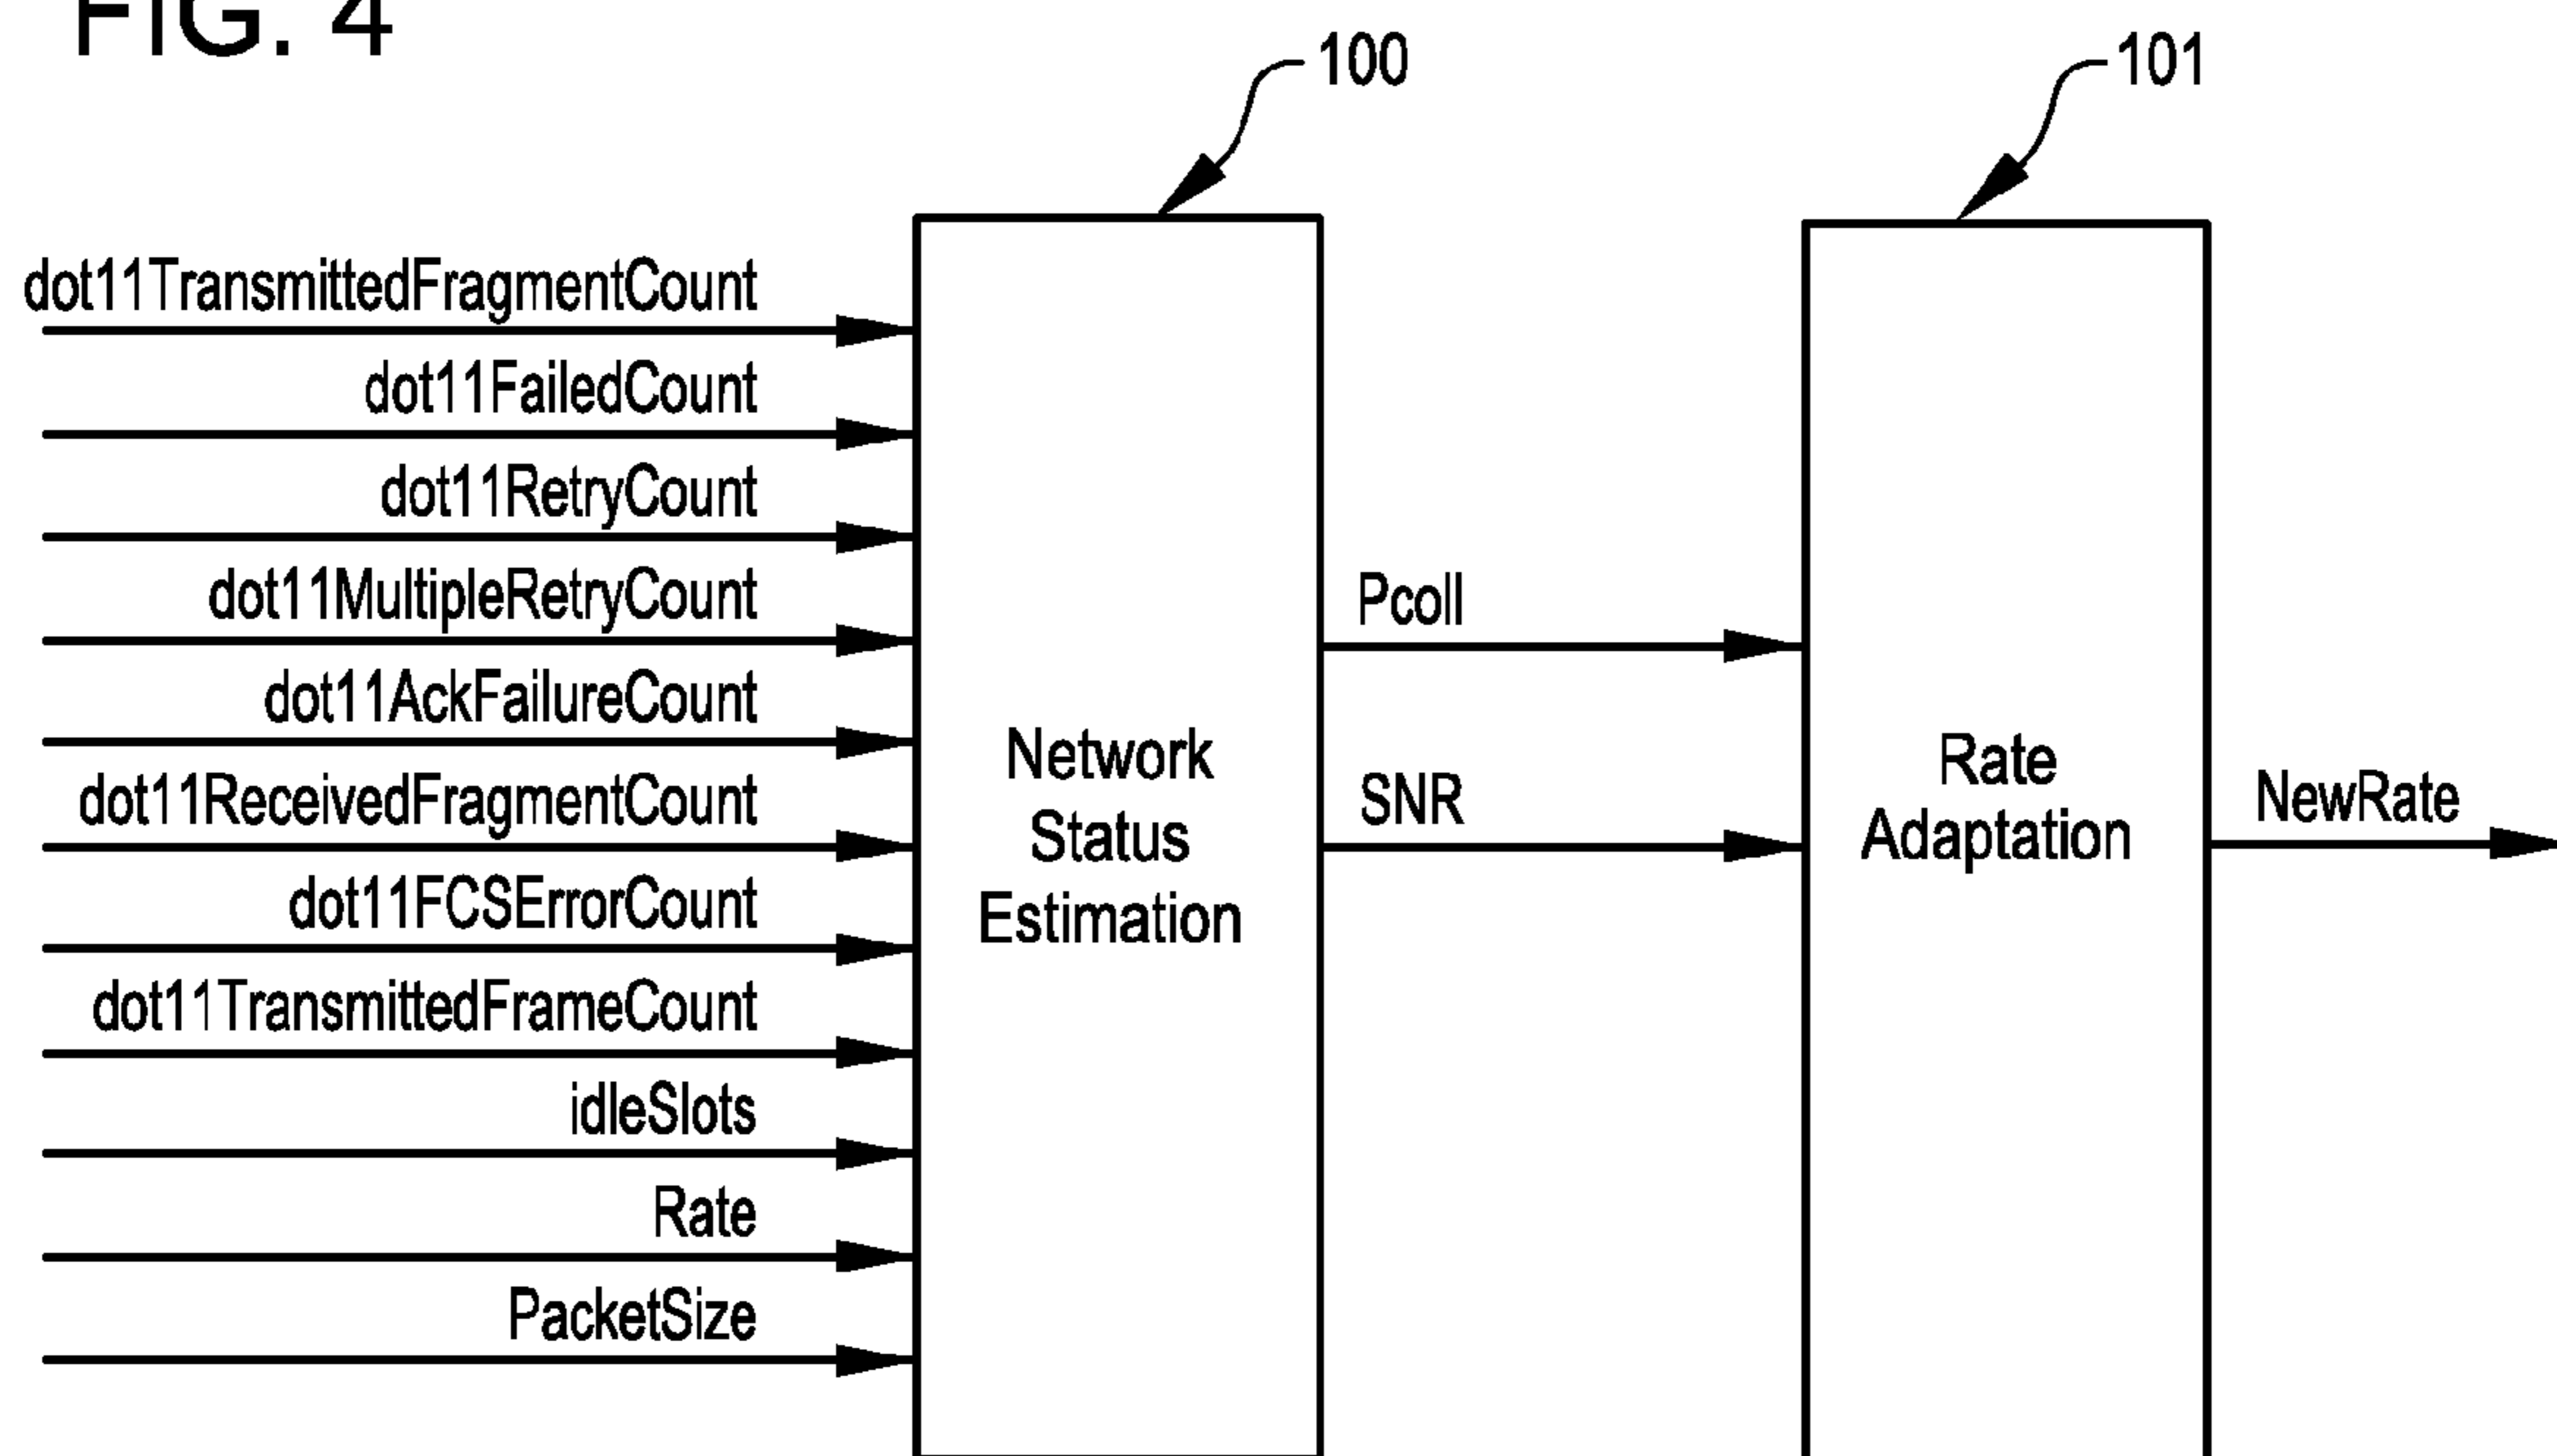 FIG. 4
100
101
dot11TransmittedFragmentCount
dot11FailedCount
dot11RetryCount
dot11MultipleRetryCount
dot11AckFailureCount
dot11ReceivedFragmentCount
dot11FCSErrorCount
dot11TransmittedFrameCount
idleSlots
Rate
PacketSize
Network
Status
Estimation
Pcoll
SNR
Rate
Adaptation
NewRate